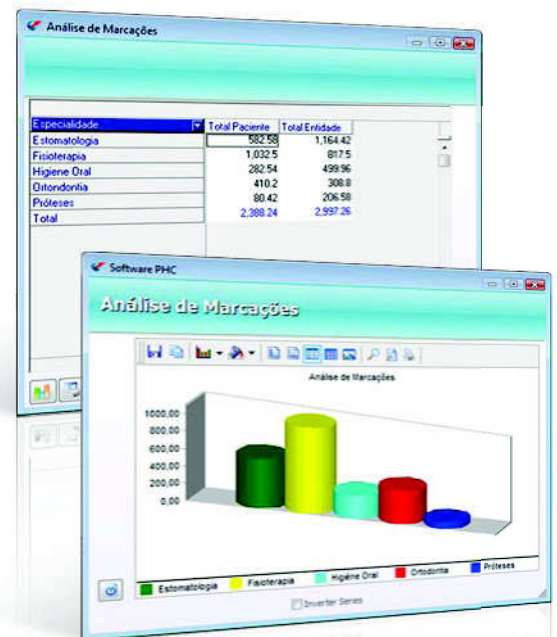 Análise de Marcações
Especialidade Total Paciente Total Entidade
Estomatologia 582.58 1,164.42
Fisioterapia 1,032.5 817.5
Higiene Oral 282.54 499.96
Ortondontia 410.2 308.8
Próteses 80.42 206.58
Total 2,388.24 2,997.26
Software PHC
Análise de Marcações
Análise de Marcações
1000,00
800,00
600,00
400,00
200,00
0,00
Estomatologia Fisioterapia Higiéne Oral Ortodontia Próteses
Inverter Series